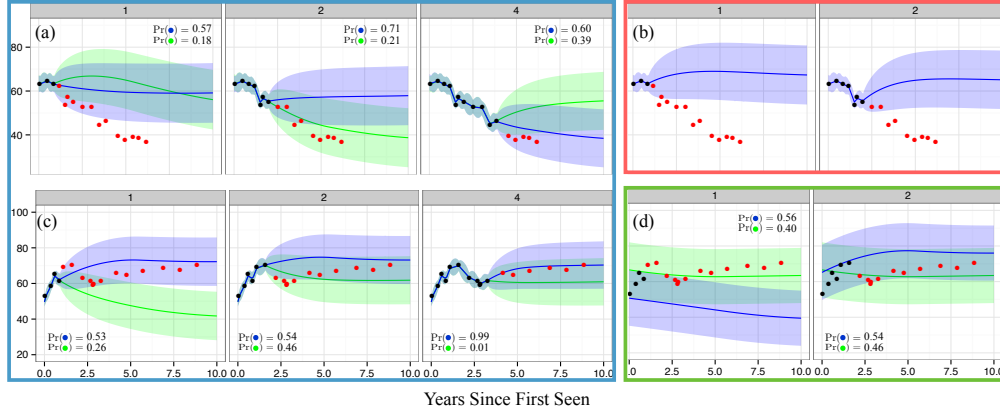 1 2 4 1 2
(a) Pr(●) = 0.57 Pr(●) = 0.71 Pr(●) = 0.60 (b)
Pr(●) = 0.18 Pr(●) = 0.21 Pr(●) = 0.39
80
60
40
1 2 4 1 2
100 (c) (d) Pr(●) = 0.56
Pr(●) = 0.40
80
60
40
Pr(●) = 0.53 Pr(●) = 0.54 Pr(●) = 0.99 Pr(●) = 0.54
Pr(●) = 0.26 Pr(●) = 0.46 Pr(●) = 0.01 Pr(●) = 0.46
20
0.0 2.5 5.0 7.5 10.0 0.0 2.5 5.0 7.5 10.0 0.0 2.5 5.0 7.5 10.0 0.0 2.5 5.0 7.5 10.0 0.0 2.5 5.0 7.5 10.0
Years Since First Seen